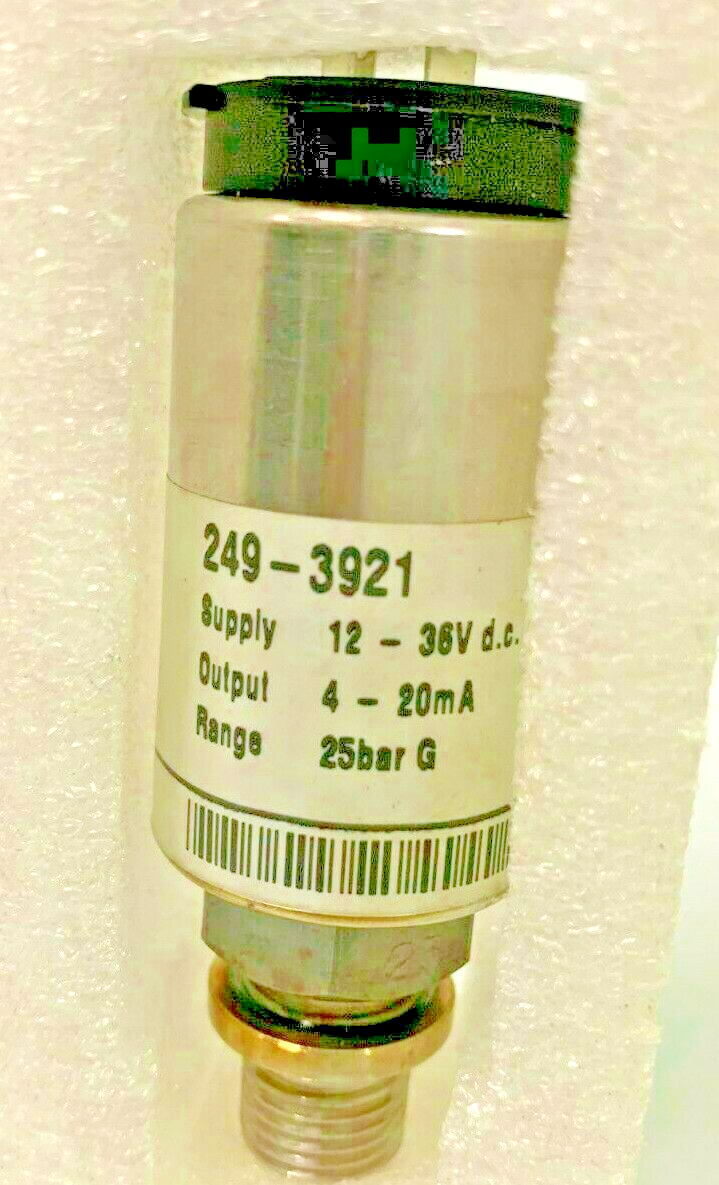 249-3921
Supply 12 - 36V d.c.
Output 4 - 20mA
Range 25bar G